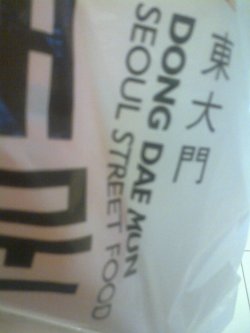 東大門
DONG DAE MUN
SEOUL STREET FOOD